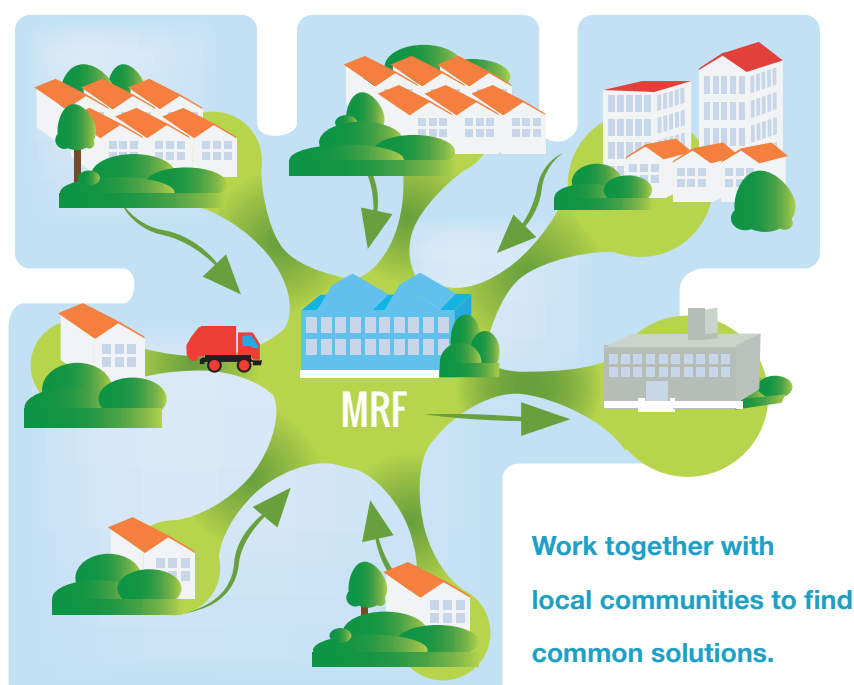 MRF
Work together with
local communities to find
common solutions.